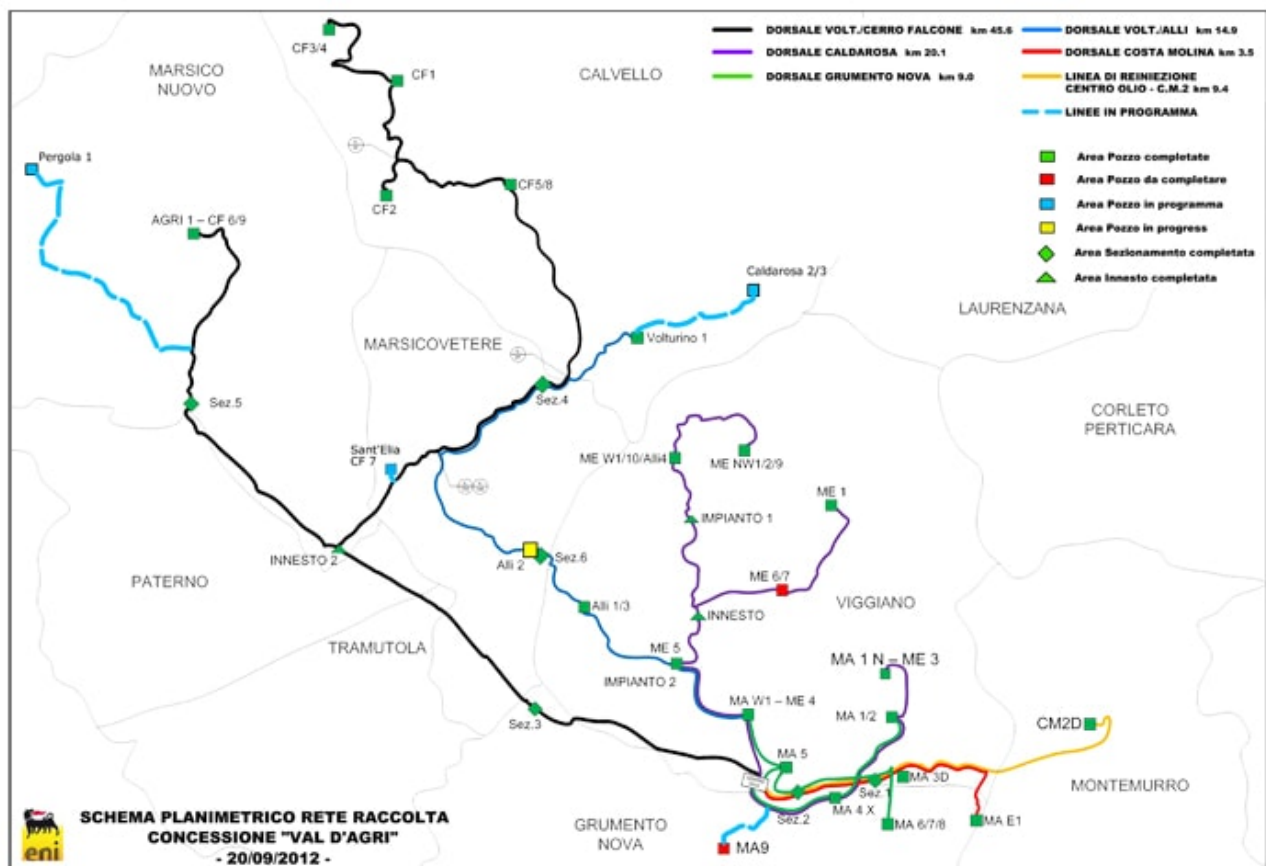 DORSALE VOLT./CERRO FALCONE km 45.6
DORSALE CALDAROSA km 20.1
DORSALE GRUMENTO NOVA km 9.0
DORSALE VOLT./ALLI km 14.9
DORSALE COSTA MOLINA km 3.5
LINEA DI REINIEZIONE
CENTRO OLIO - C.M.2 km 9.4
LINEE IN PROGRAMMA
Area Pozzo completate
Area Pozzo da completare
Area Pozzo in programma
Area Pozzo in progress
Area Sezionamento completata
Area Innesto completata
CF3/4
MARSICO
NUOVO
CF1
CALVELLO
Pergola 1
CF5/8
CF2
AGRI 1 – CF 6/9
Caldarosa 2/3
LAURENZANA
MARSICOVETERE
Volturino 1
Sez.4
Sez.5
CORLETO
PERTICARA
Sant'Elia
CF 7
ME W1/10/Alli4
ME NW1/2/9
ME 1
IMPIANTO 1
INNESTO 2
Alli 2
Sez.6
PATERNO
ME 6/7
Alli 1/3
INNESTO
VIGGIANO
TRAMUTOLA
ME 5
IMPIANTO 2
MA 1 N – ME 3
MA W1 – ME 4
MA 1/2
Sez.3
CM2D
MA 5
MA 3D
Sez.1
MONTEMURRO
MA 4 X
Sez.2
MA 6/7/8
MA E1
GRUMENTO
NOVA
MA9
SCHEMA PLANIMETRICO RETE RACCOLTA
CONCESSIONE "VAL D'AGRI"
- 20/09/2012 -
eni